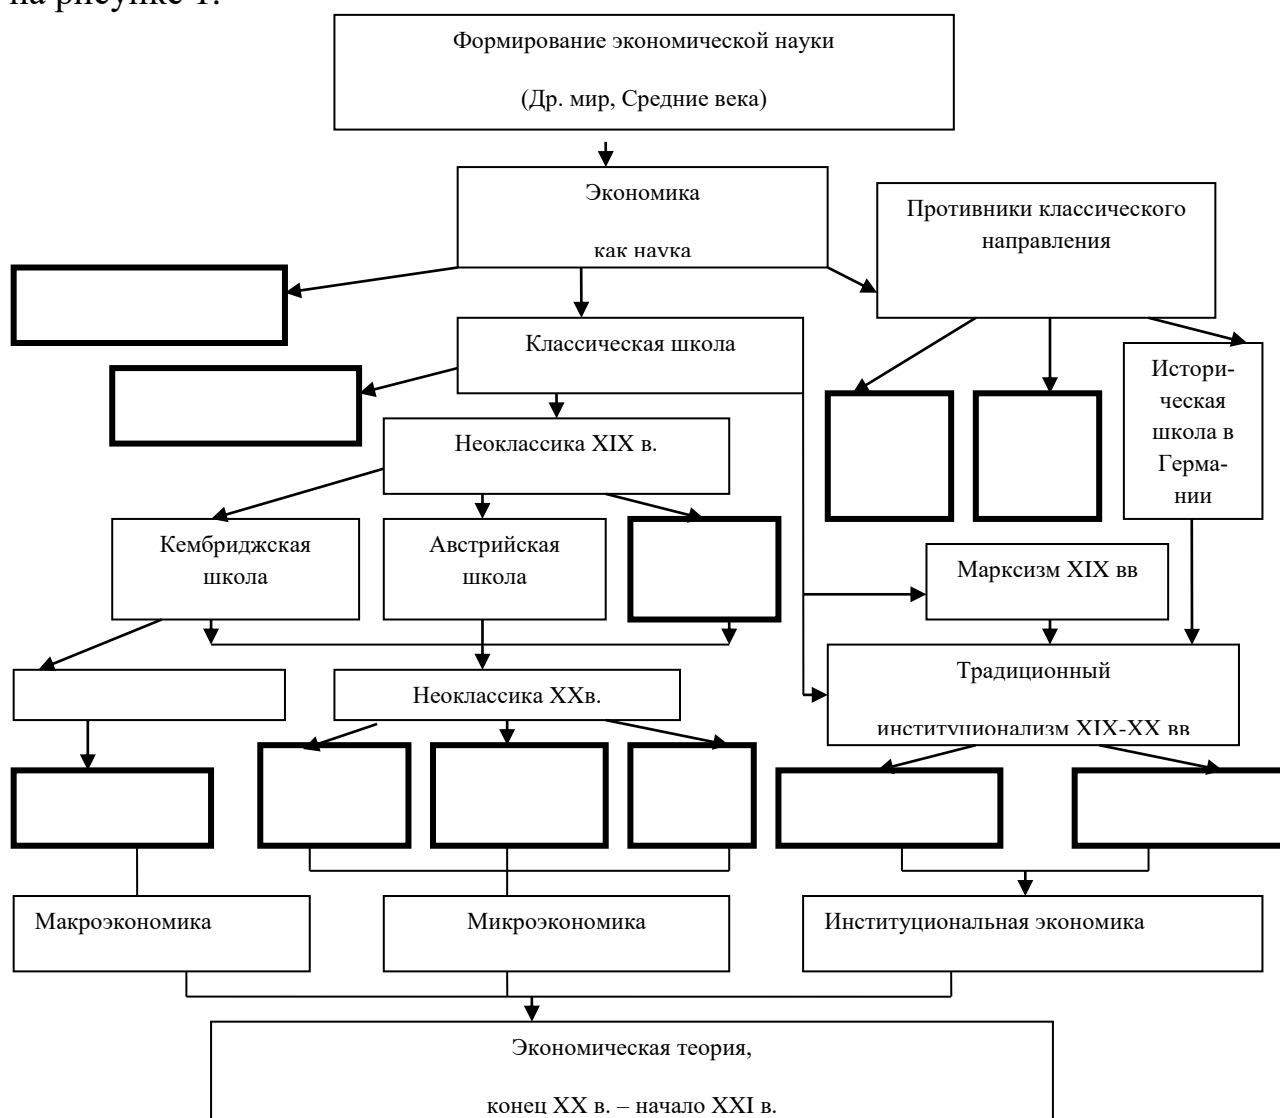 на рисунке 1.
Формирование экономической науки
(Др. мир, Средние века)
Экономика
как наука
Противники классического
направления
Классическая школа
Истори-
ческая
школа в
Герма-
нии
Неоклассика XIX в.
Кембриджская
школа
Австрийская
школа
Марксизм XIX вв
Традиционный
институционализм XIX-XX вв
Неоклассика XXв.
Макроэкономика
Микроэкономика
Институциональная экономика
Экономическая теория,
конец XX в. – начало XXI в.